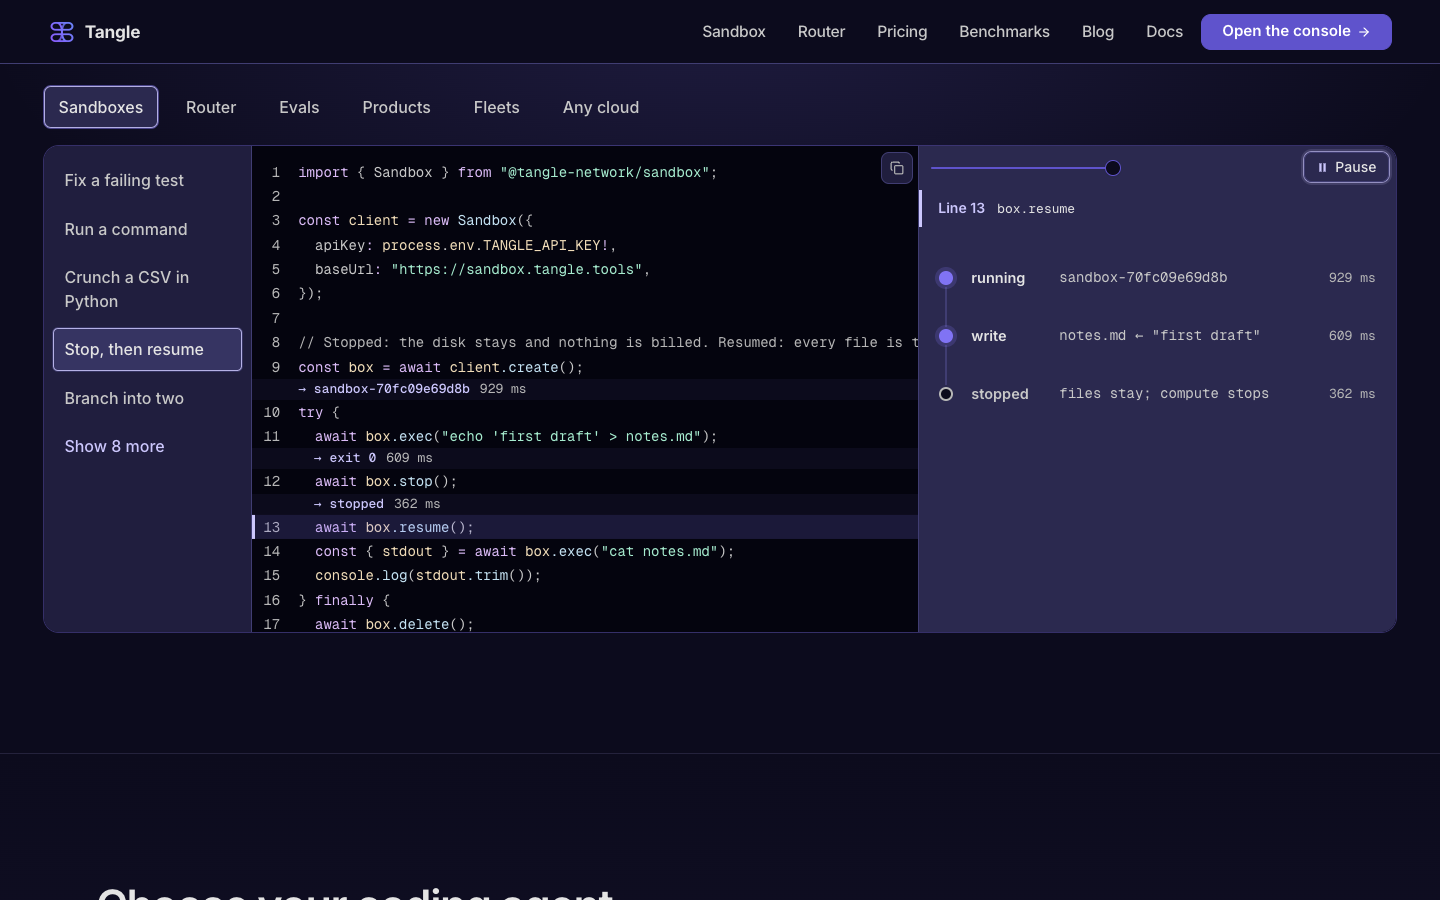 Tangle
Sandbox Router Pricing Benchmarks Blog Docs Open the console →
Sandboxes Router Evals Products Fleets Any cloud
Fix a failing test
Run a command
Crunch a CSV in
Python
Stop, then resume
Branch into two
Show 8 more
1 import { Sandbox } from "@tangle-network/sandbox";
2
3 const client = new Sandbox({
4 apiKey: process.env.TANGLE_API_KEY!,
5 baseUrl: "https://sandbox.tangle.tools",
6 });
7
8 // Stopped: the disk stays and nothing is billed. Resumed: every file is t
9 const box = await client.create();
→ sandbox-70fc09e69d8b 929 ms
10 try {
11 await box.exec("echo 'first draft' > notes.md");
→ exit 0 609 ms
12 await box.stop();
→ stopped 362 ms
13 await box.resume();
14 const { stdout } = await box.exec("cat notes.md");
15 console.log(stdout.trim());
16 } finally {
17 await box.delete();
Pause
Line 13 box.resume
running sandbox-70fc09e69d8b 929 ms
write notes.md ← "first draft" 609 ms
stopped files stay; compute stops 362 ms
Choose your coding agent